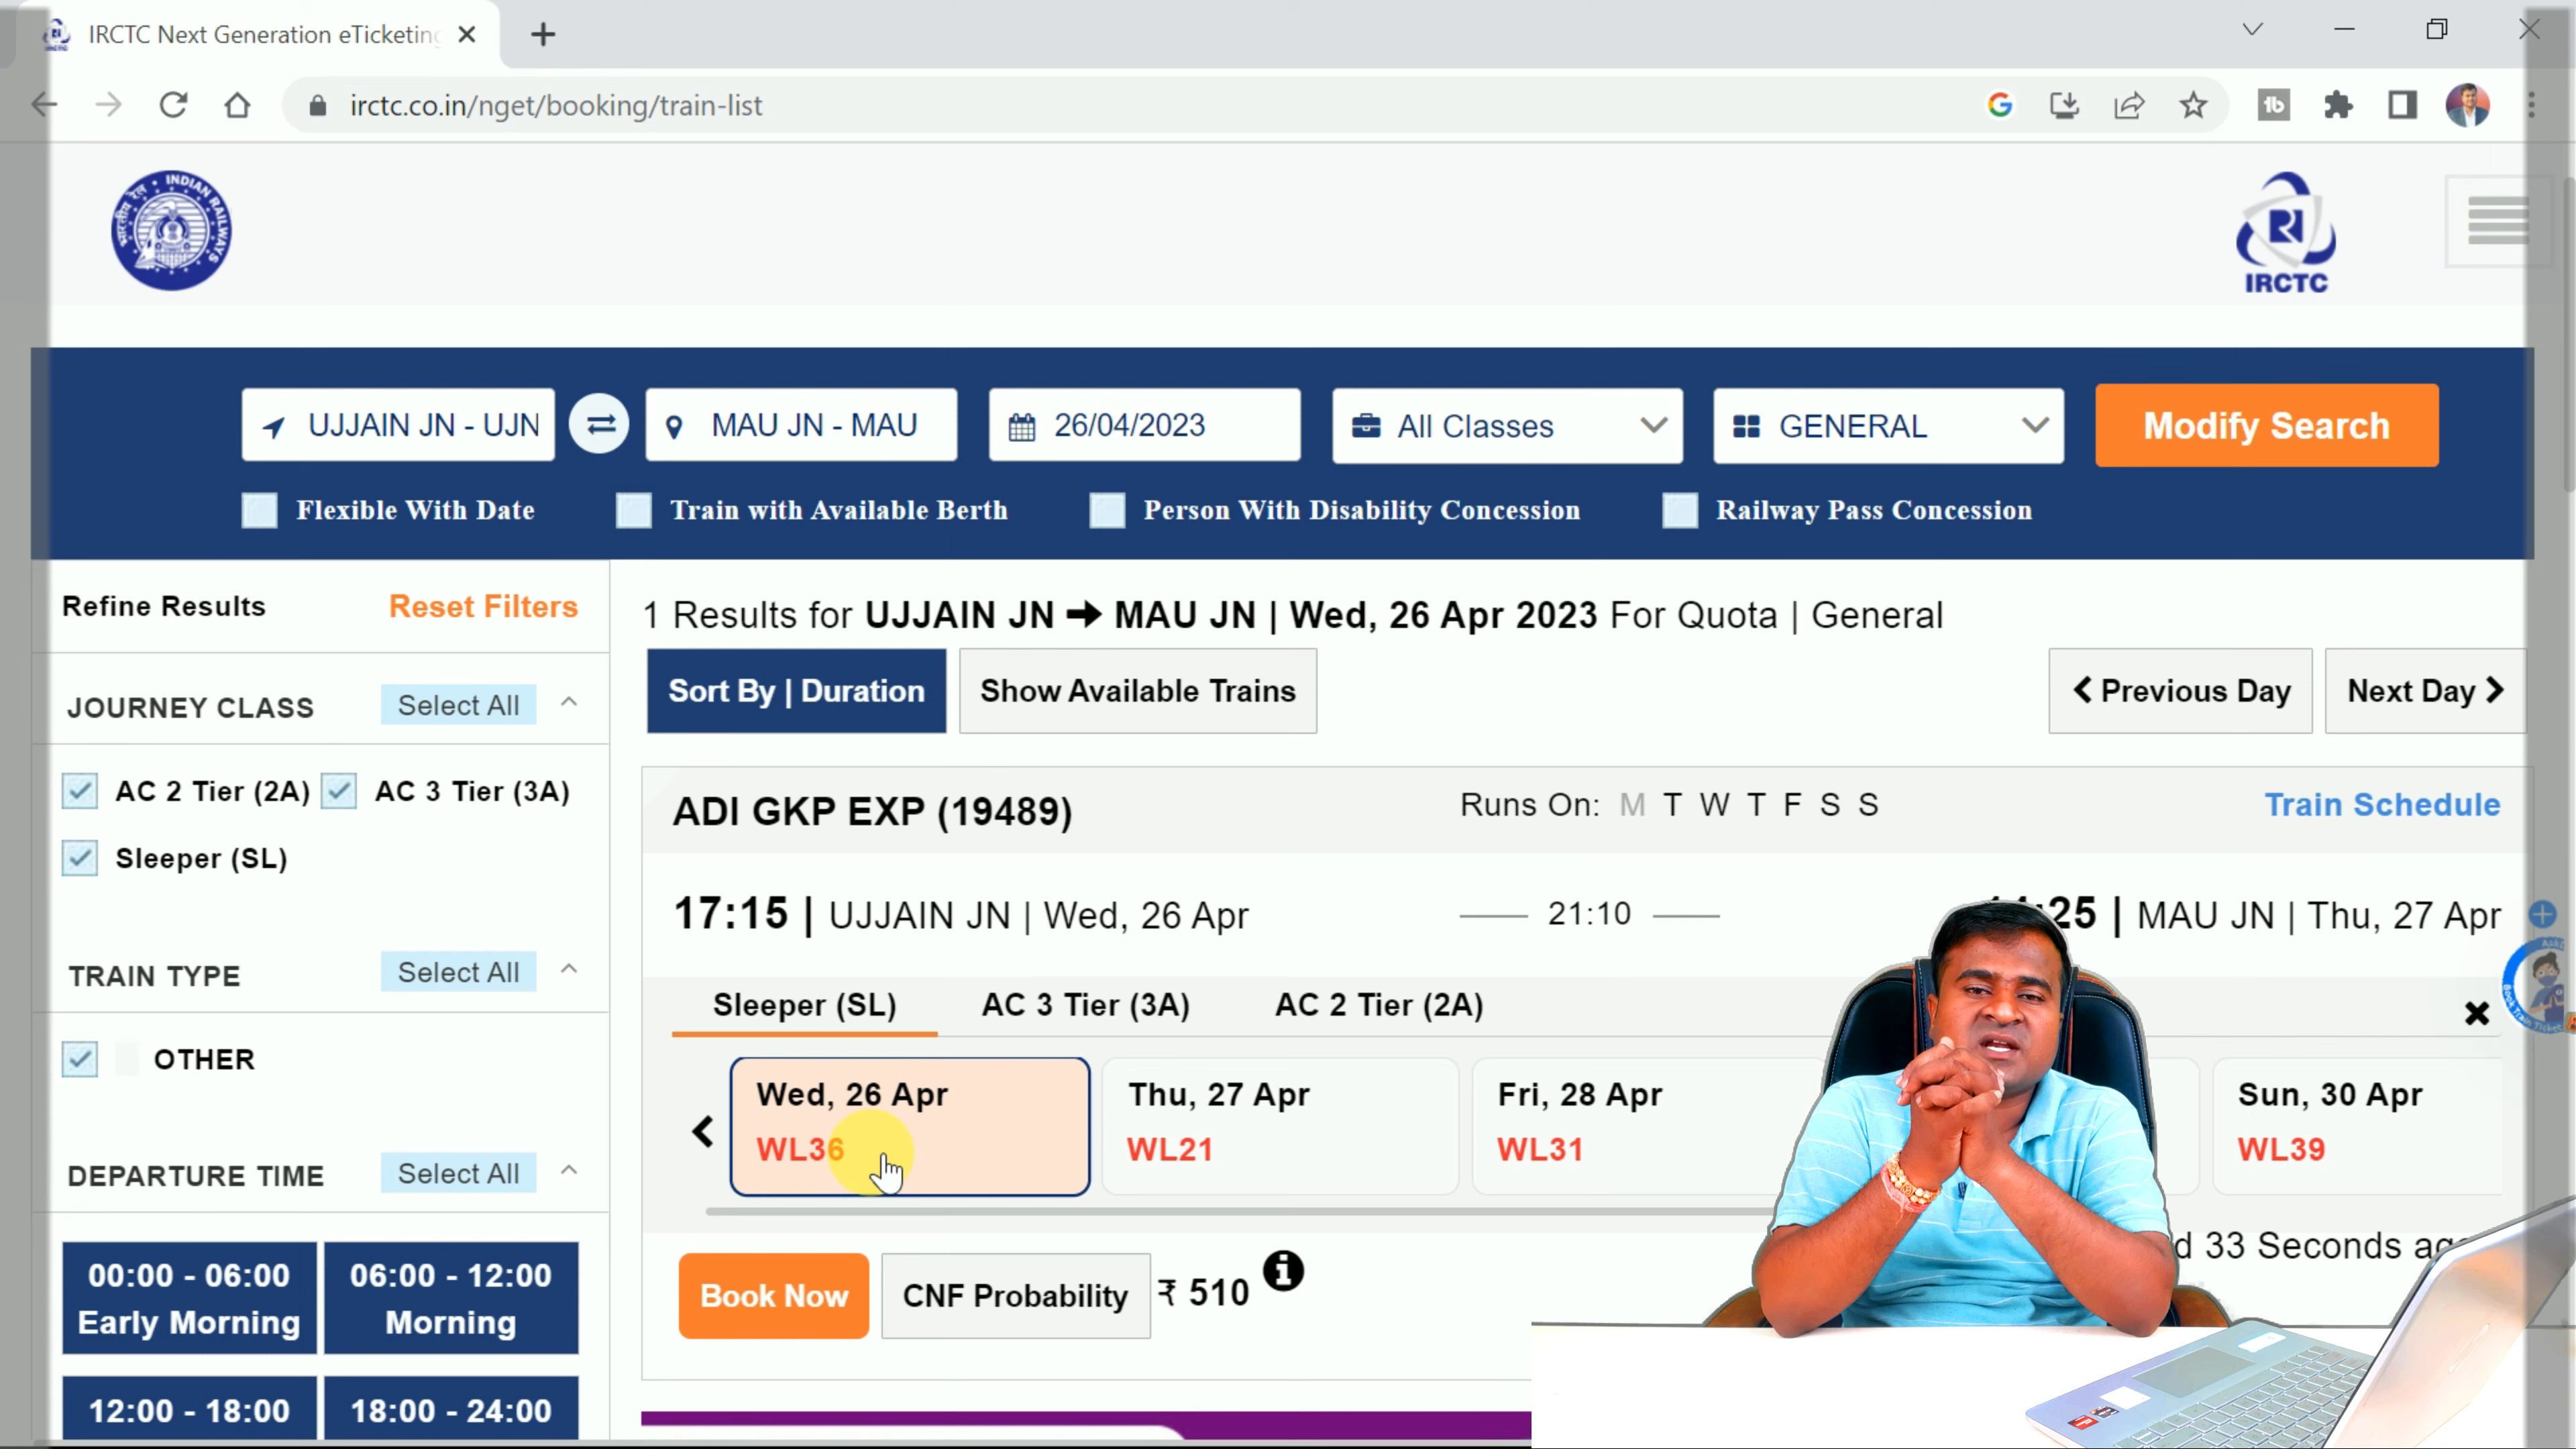 IRCTC Next Generation eTicketing
irctc.co.in/nget/booking/train-list
INDIAN RAILWAYS
भारतीय रेल
IRCTC
UJJAIN JN - UJN
MAU JN - MAU
26/04/2023
All Classes
GENERAL
Modify Search
Flexible With Date
Train with Available Berth
Person With Disability Concession
Railway Pass Concession
Refine Results
Reset Filters
1 Results for UJJAIN JN → MAU JN | Wed, 26 Apr 2023 For Quota | General
Sort By | Duration
Show Available Trains
Previous Day
Next Day
JOURNEY CLASS
Select All
AC 2 Tier (2A)
AC 3 Tier (3A)
Sleeper (SL)
TRAIN TYPE
Select All
OTHER
DEPARTURE TIME
Select All
00:00 - 06:00
Early Morning
06:00 - 12:00
Morning
12:00 - 18:00
18:00 - 24:00
ADI GKP EXP (19489)
Runs On: M T W T F S S
Train Schedule
17:15 | UJJAIN JN | Wed, 26 Apr
21:10
:25 | MAU JN | Thu, 27 Apr
Sleeper (SL)
AC 3 Tier (3A)
AC 2 Tier (2A)
Wed, 26 Apr
WL36
Thu, 27 Apr
WL21
Fri, 28 Apr
WL31
Sun, 30 Apr
WL39
33 Seconds
Book Now
CNF Probability
₹ 510
Book Train Ticket